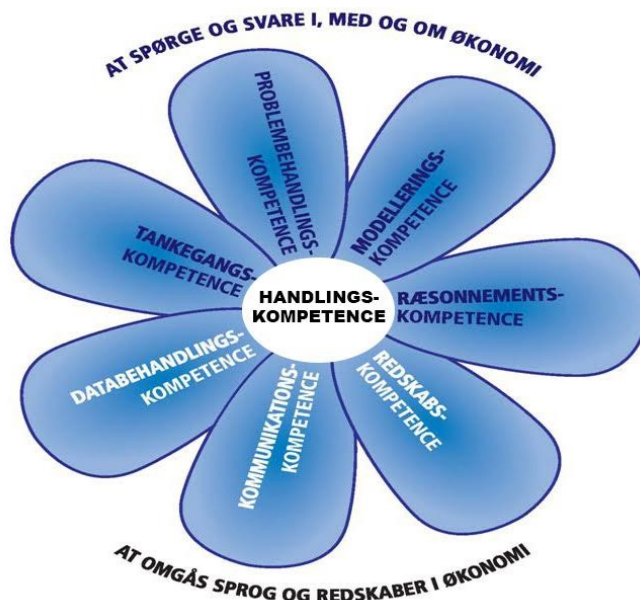 AT SPØRGE OG SVARE I, MED OG OM ØKONOMI
PROBLEMBEHANDLINGS-
KOMPETENCE
MODELLERINGS-
KOMPETENCE
TANKEGANGS-
KOMPETENCE
HANDLINGS-
KOMPETENCE
RÆSONNEMENTS-
KOMPETENCE
DATABEHANDLINGS-
KOMPETENCE
KOMMUNIKATIONS-
KOMPETENCE
REDSKABS-
KOMPETENCE
AT OMGÅS SPROG OG REDSKABER I ØKONOMI